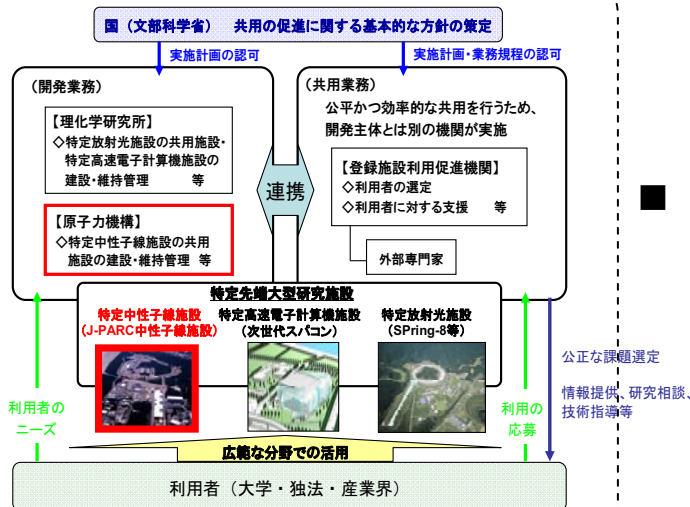 国（文部科学省）　共用の促進に関する基本的な方針の策定
実施計画の認可
実施計画・業務規程の認可
（開発業務）
【理化学研究所】
◇特定放射光施設の共用施設・
特定高速電子計算機施設の
建設・維持管理　　　等
【原子力機構】
◇特定中性子線施設の共用
施設の建設・維持管理　等
連携
（共用業務）
公平かつ効率的な共用を行うため、
開発主体とは別の機関が実施
【登録施設利用促進機関】
◇利用者の選定
◇利用者に対する支援　　等
外部専門家
特定先端大型研究施設
特定中性子線施設
（J-PARC中性子線施設）
特定高速電子計算機施設
（次世代スパコン）
特定放射光施設
（SPring-8等）
利用者の
ニーズ
利用の
応募
公正な課題選定
情報提供、研究相談、
技術指導等
広範な分野での活用
利用者（大学・独法・産業界）